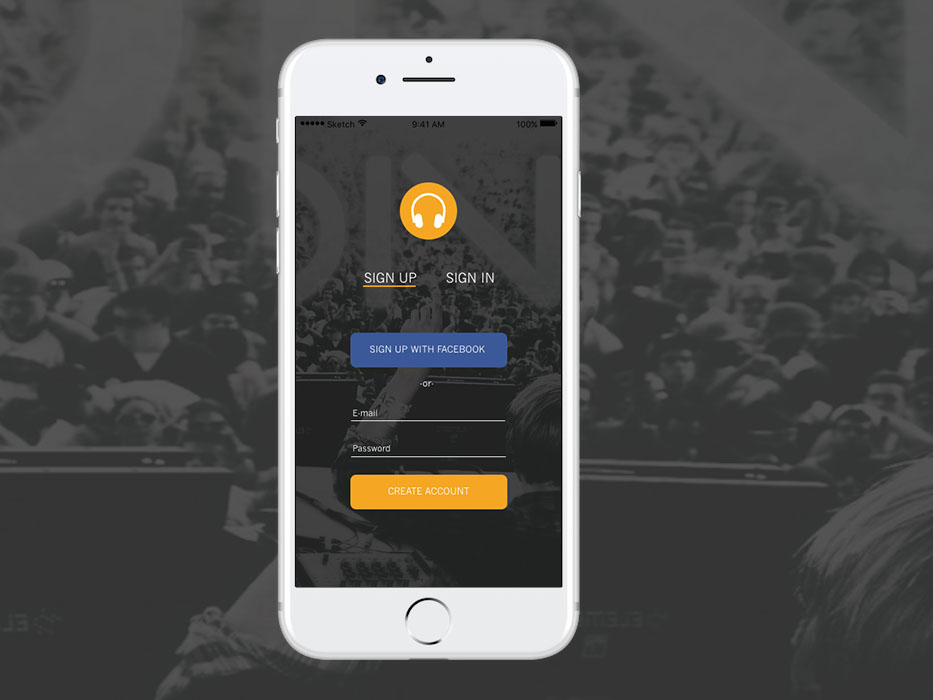 ●●●●● Sketch 9:41 AM 100%
SIGN UP SIGN IN
SIGN UP WITH FACEBOOK
-or-
E-mail
Password
CREATE ACCOUNT